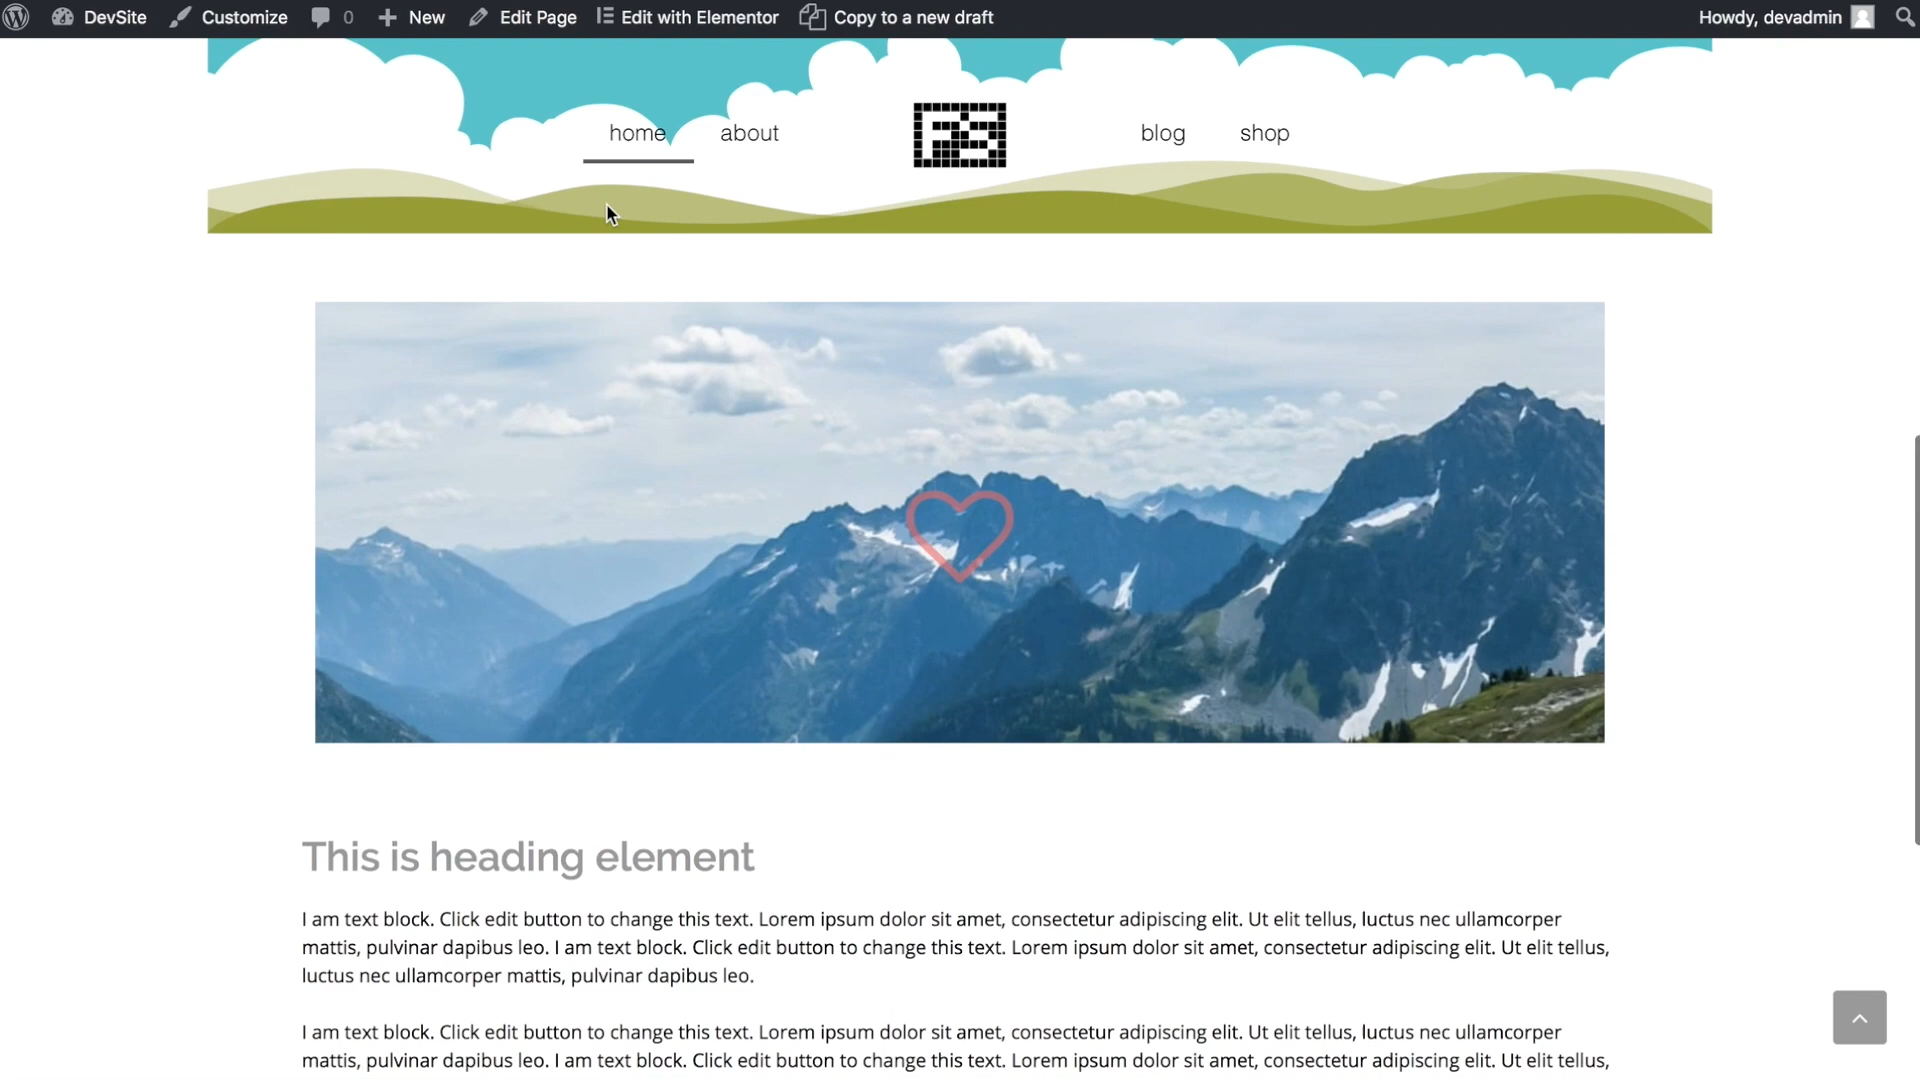 DevSite Customize 0 New Edit Page Edit with Elementor Copy to a new draft Howdy, devadmin
home about FS blog shop
This is heading element
I am text block. Click edit button to change this text. Lorem ipsum dolor sit amet, consectetur adipiscing elit. Ut elit tellus, luctus nec ullamcorper
mattis, pulvinar dapibus leo. I am text block. Click edit button to change this text. Lorem ipsum dolor sit amet, consectetur adipiscing elit. Ut elit tellus,
luctus nec ullamcorper mattis, pulvinar dapibus leo.
I am text block. Click edit button to change this text. Lorem ipsum dolor sit amet, consectetur adipiscing elit. Ut elit tellus, luctus nec ullamcorper
mattis, pulvinar dapibus leo. I am text block. Click edit button to change this text. Lorem ipsum dolor sit amet, consectetur adipiscing elit. Ut elit tellus,